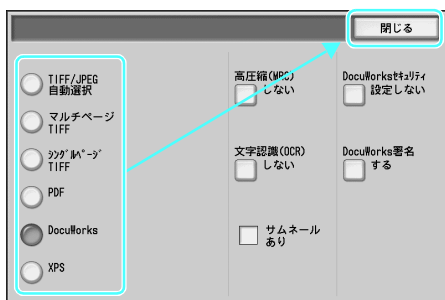 閉じる
TIFF/JPEG
自動選択
マルチページ
TIFF
ｼﾝｸﾞﾙﾍﾟｰｼﾞ
TIFF
PDF
DocuWorks
XPS
高圧縮(MRC)
しない
文字認識(OCR)
しない
サムネール
あり
DocuWorksｾｷｭﾘﾃｨ
設定しない
DocuWorks署名
する